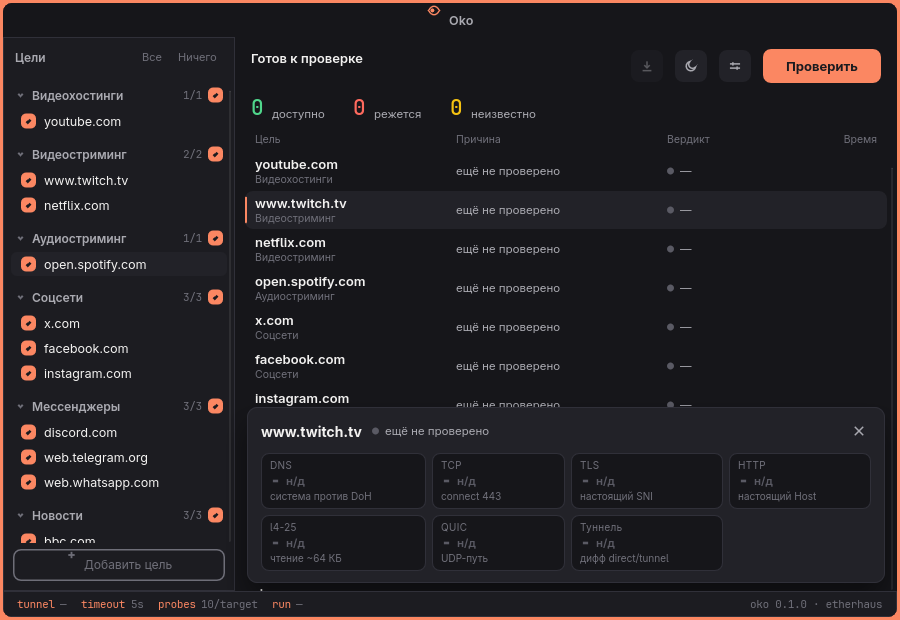 Oko
Цели
Все
Ничего
Видеохостинги 1/1
youtube.com
Видеостриминг 2/2
www.twitch.tv
netflix.com
Аудиостриминг 1/1
open.spotify.com
Соцсети 3/3
x.com
facebook.com
instagram.com
Мессенджеры 3/3
discord.com
web.telegram.org
web.whatsapp.com
Новости 3/3
bbc.com
+ Добавить цель
Готов к проверке
Проверить
0 доступно 0 режется 0 неизвестно
Цель Причина Вердикт Время
youtube.com
Видеохостинги
ещё не проверено —
www.twitch.tv
Видеостриминг
ещё не проверено —
netflix.com
Видеостриминг
ещё не проверено —
open.spotify.com
Аудиостриминг
ещё не проверено —
x.com
Соцсети
ещё не проверено —
facebook.com
Соцсети
ещё не проверено —
instagram.com
ещё не проверено —
www.twitch.tv ещё не проверено
DNS
– н/д
система против DoH
TCP
– н/д
connect 443
TLS
– н/д
настоящий SNI
HTTP
– н/д
настоящий Host
l4-25
– н/д
чтение ~64 КБ
QUIC
– н/д
UDP-путь
Туннель
– н/д
дифф direct/tunnel
tunnel — timeout 5s probes 10/target run —
oko 0.1.0 · etherhaus